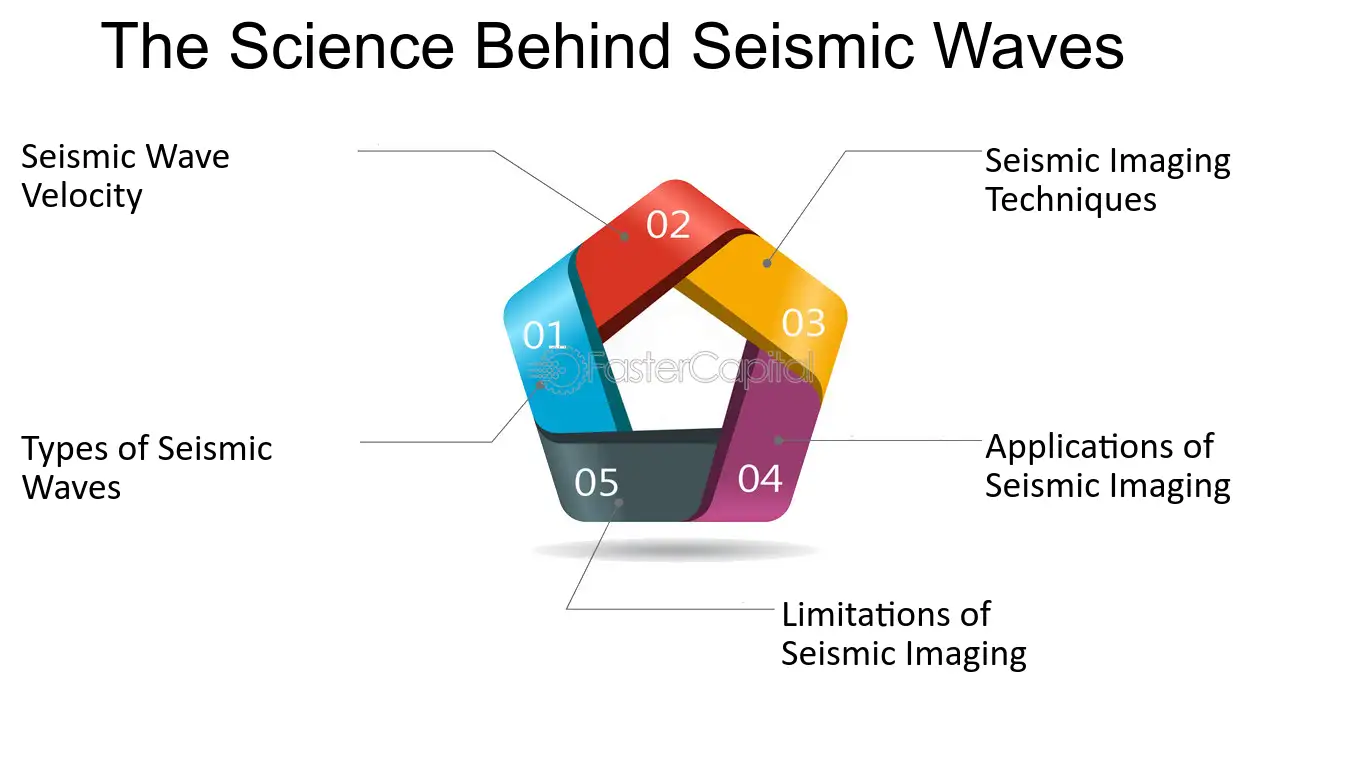 The Science Behind Seismic Waves
Seismic Wave
Velocity
Seismic Imaging
Techniques
02
03
01
FasterCapital
Types of Seismic
Waves
Applications of
Seismic Imaging
05
04
Limitations of
Seismic Imaging